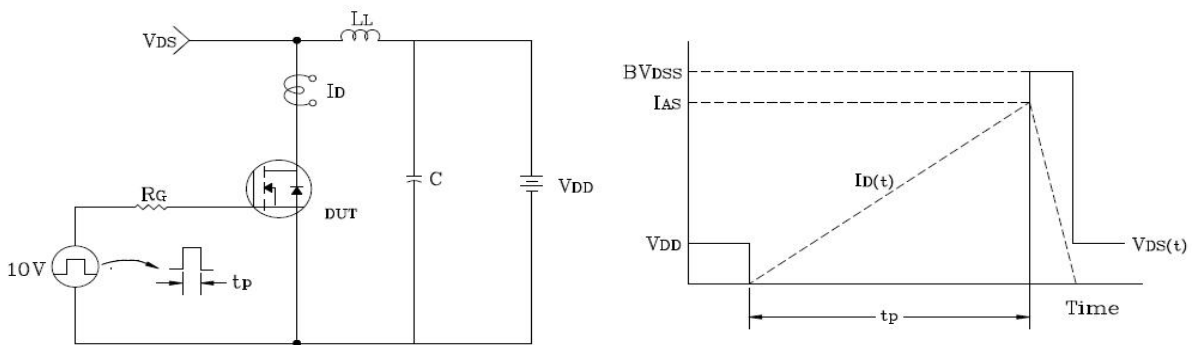 VDS
LL
ID
RG
DUT
C
VDD
10V
tp
BVDSS
IAS
ID(t)
VDD
VDS(t)
tp
Time